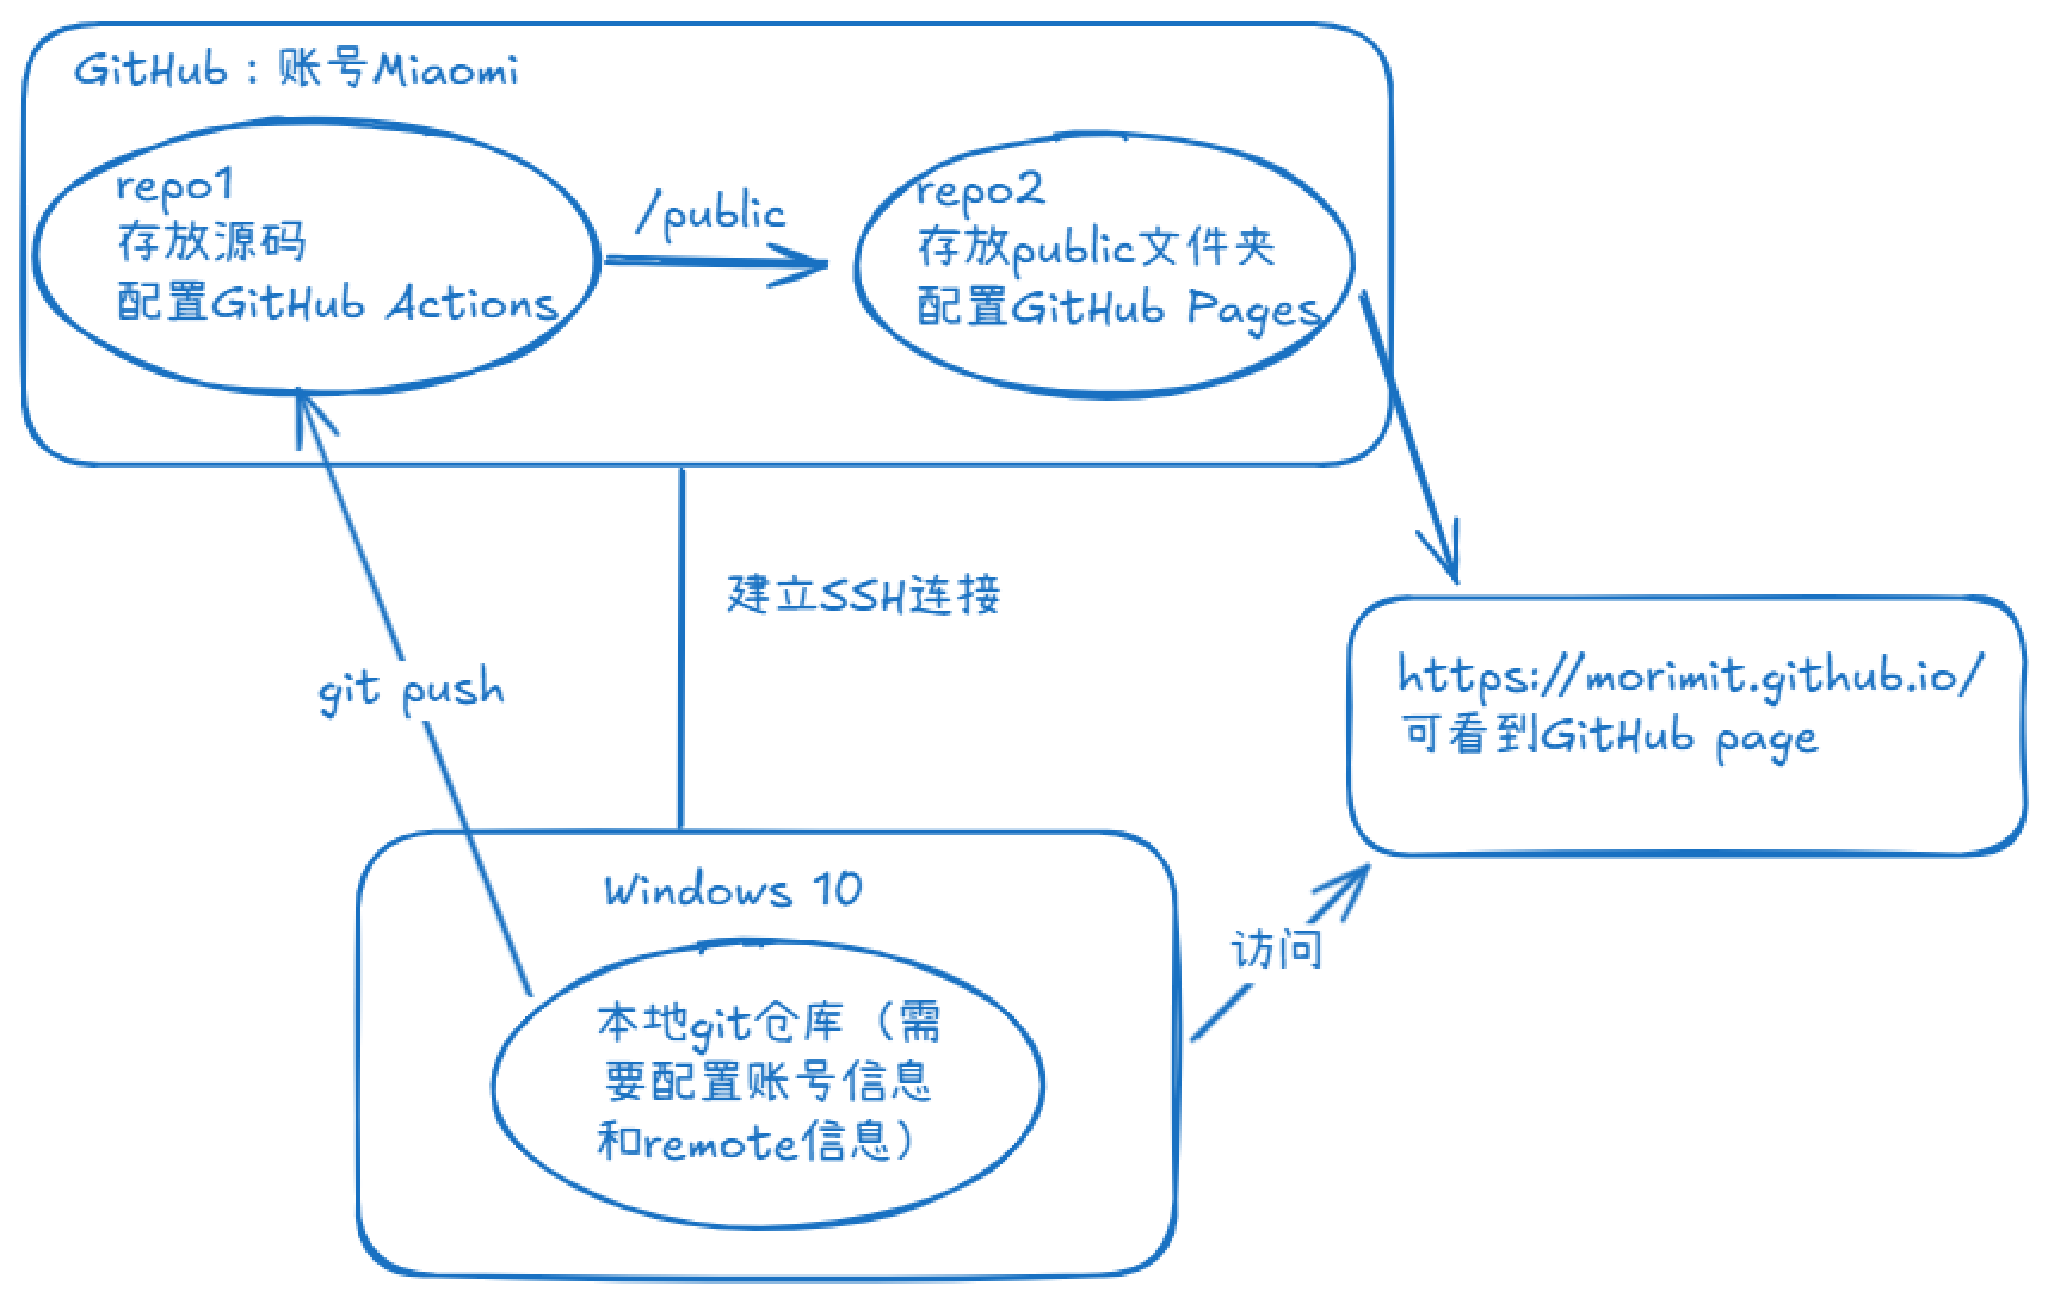 GitHub：账号Miaomi
repo1
存放源码
配置GitHub Actions
/public
repo2
存放public文件夹
配置GitHub Pages
建立SSH连接
git push
https://morimit.github.io/
可看到GitHub page
Windows 10
访问
本地git仓库（需
要配置账号信息
和remote信息）